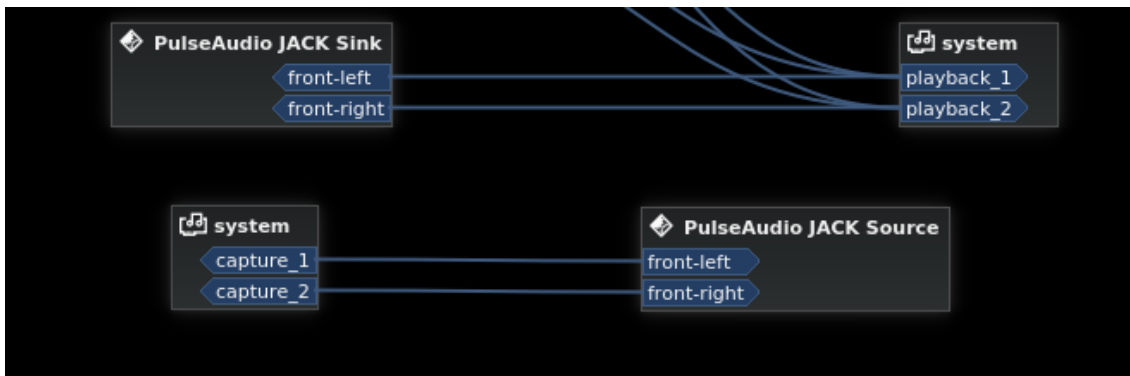 PulseAudio JACK Sink
front-left
front-right
system
playback_1
playback_2
system
capture_1
capture_2
PulseAudio JACK Source
front-left
front-right